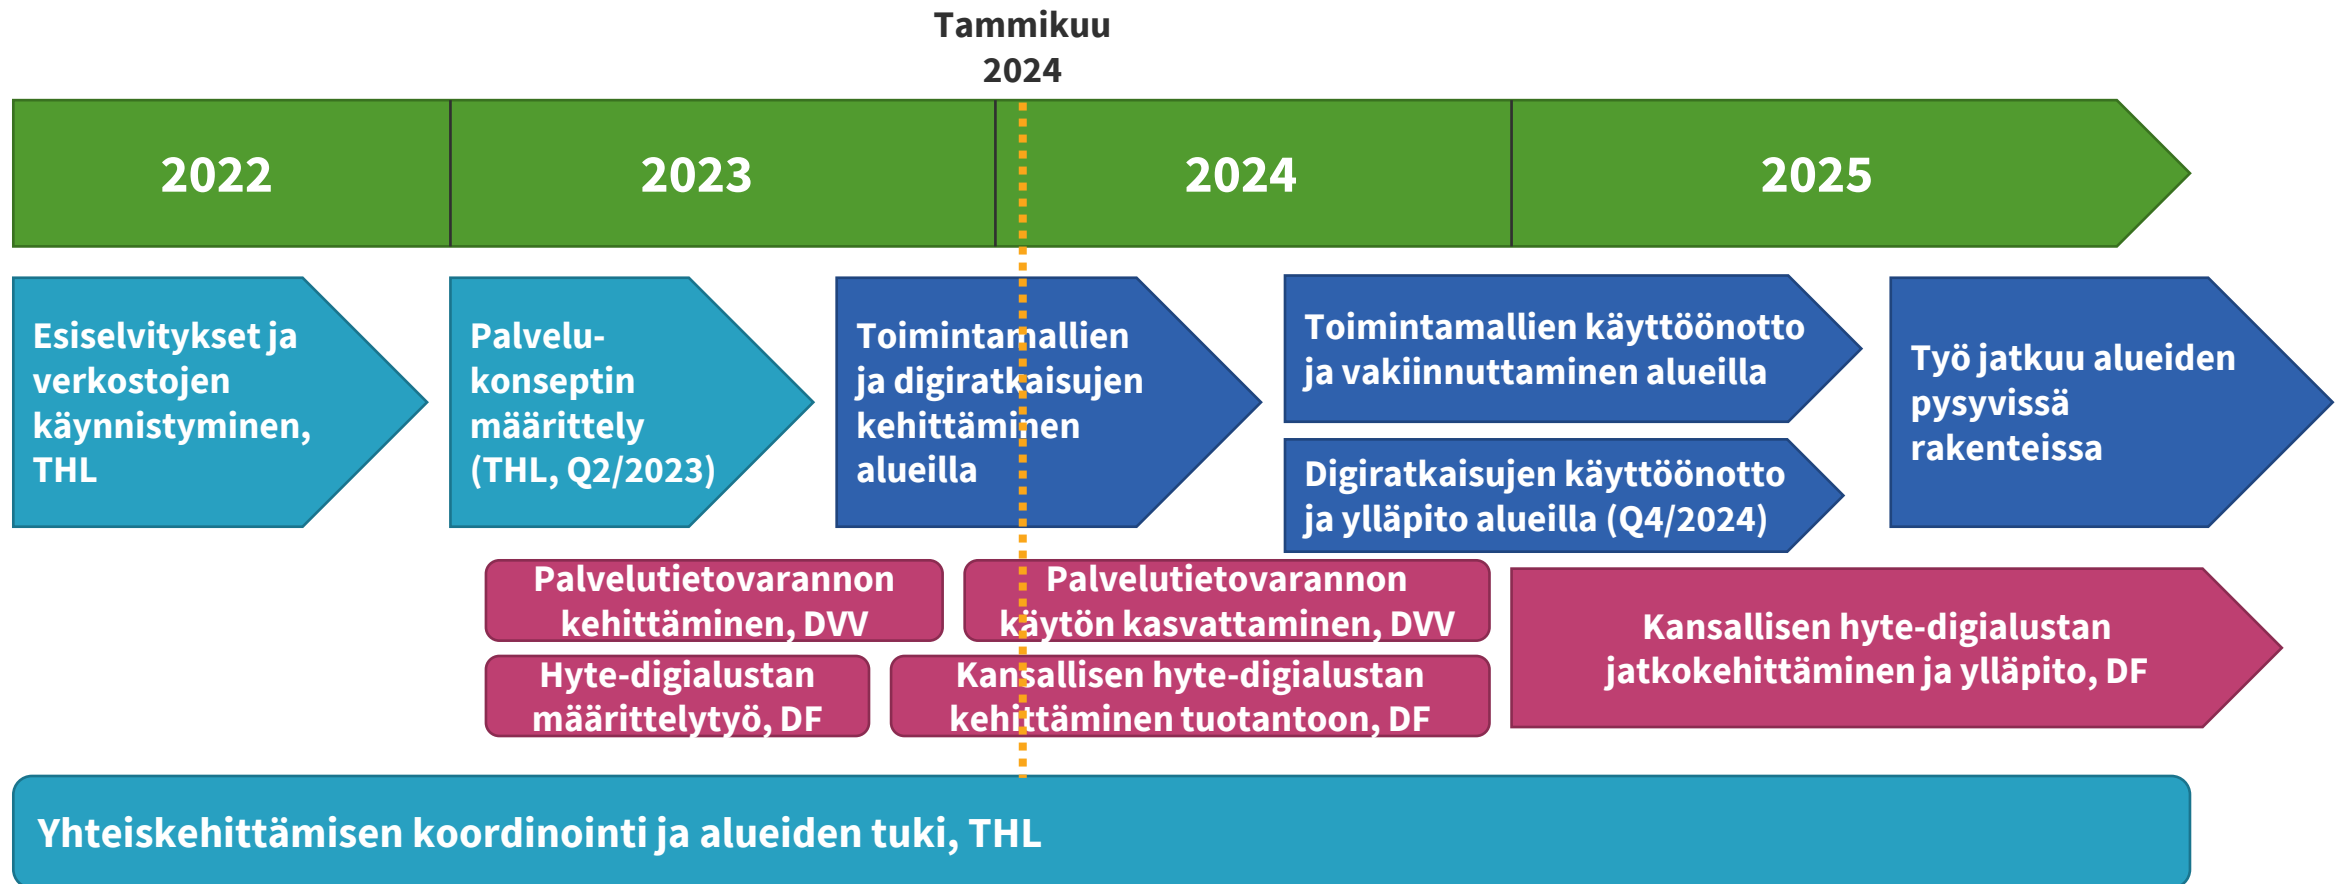 Tammikuu
2024
2022
2023
2024
2025
Esiselvitykset ja
verkostojen
käynnistyminen,
THL
Palvelu-
konseptin
määrittely
(THL, Q2/2023)
Toimintamallien
ja digiratkaisujen
kehittäminen
alueilla
Toimintamallien käyttöönotto
ja vakiinnuttaminen alueilla
Digiratkaisujen käyttöönotto
ja ylläpito alueilla (Q4/2024)
Työ jatkuu alueiden
pysyvissä
rakenteissa
Palvelutietovarannon
kehittäminen, DVV
Palvelutietovarannon
käytön kasvattaminen, DVV
Hyte-digialustan
määrittelytyö, DF
Kansallisen hyte-digialustan
kehittäminen tuotantoon, DF
Kansallisen hyte-digialustan
jatkokehittäminen ja ylläpito, DF
Yhteiskehittämisen koordinointi ja alueiden tuki, THL